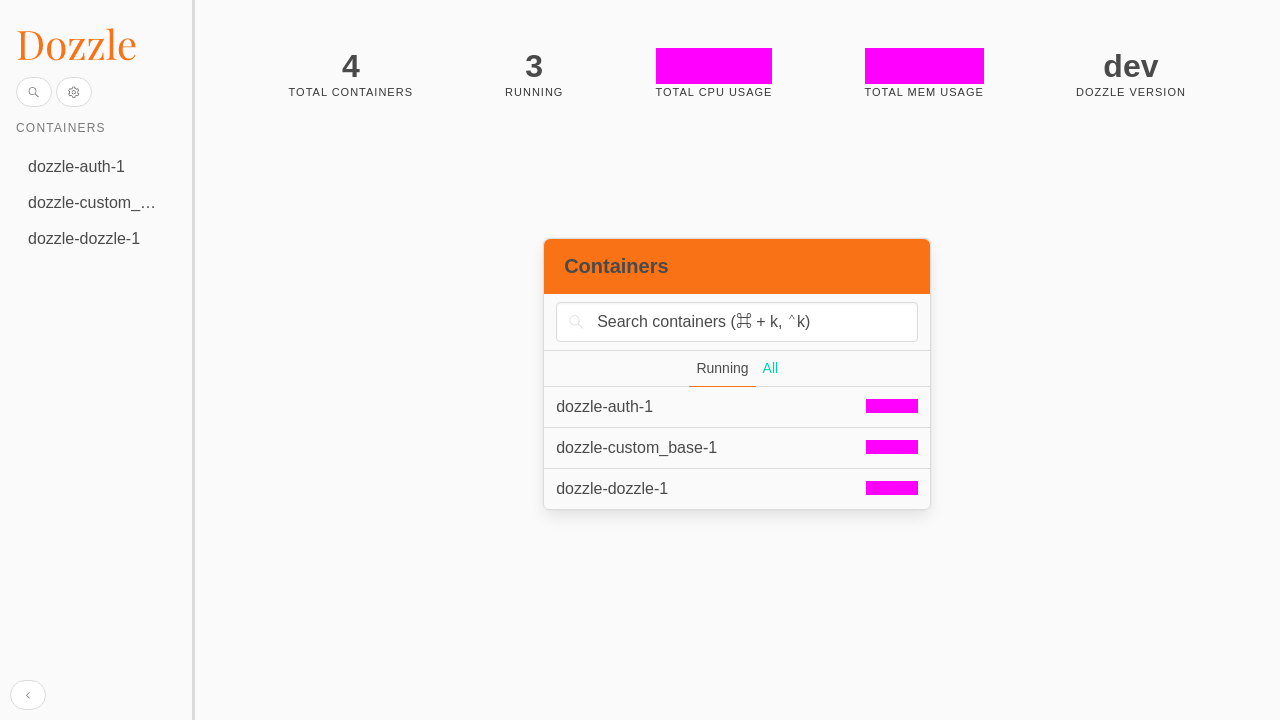 Dozzle
CONTAINERS
dozzle-auth-1
dozzle-custom_…
dozzle-dozzle-1
4
TOTAL CONTAINERS
3
RUNNING
TOTAL CPU USAGE
TOTAL MEM USAGE
dev
DOZZLE VERSION
Containers
Search containers (⌘ + k, ⌃k)
Running All
dozzle-auth-1
dozzle-custom_base-1
dozzle-dozzle-1